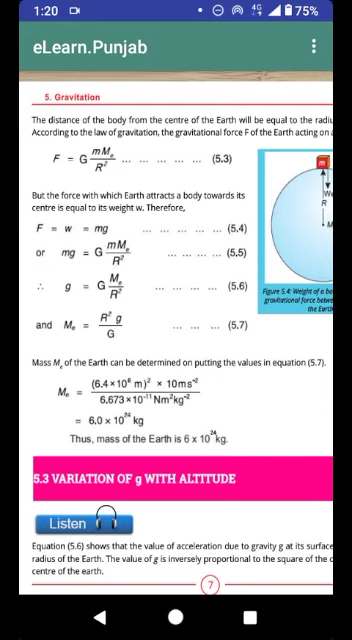 1:20 4G 75%
eLearn.Punjab
5. Gravitation
The distance of the body from the centre of the Earth will be equal to the
According to the law of gravitation, the gravitational force F of the Earth acting on
F = G mMₑ/R² ... ... ... ... ... (5.3)
m
But the force with which Earth attracts a body towards its
centre is equal to its weight w. Therefore,
R
F = w = mg ... ... ... ... (5.4)
or mg = G mMₑ/R² ... ... ... ... (5.5)
∴ g = G Mₑ/R² ... ... ... ... (5.6)
Figure 5.4: Weight of a
gravitational force
the Earth
and Mₑ = R² g/G ... ... ... (5.7)
Mass Mₑ of the Earth can be determined on putting the values in equation (5.7).
Mₑ = (6.4×10⁶ m)² × 10ms⁻²/6.673×10⁻¹¹ Nm²kg⁻²
= 6.0 × 10²⁴ kg
Thus, mass of the Earth is 6 x 10²⁴kg.
5.3 VARIATION OF g WITH ALTITUDE
Listen
Equation (5.6) shows that the value of acceleration due to gravity g at its surface
radius of the Earth. The value of g is inversely proportional to the square of the
centre of the earth.
7